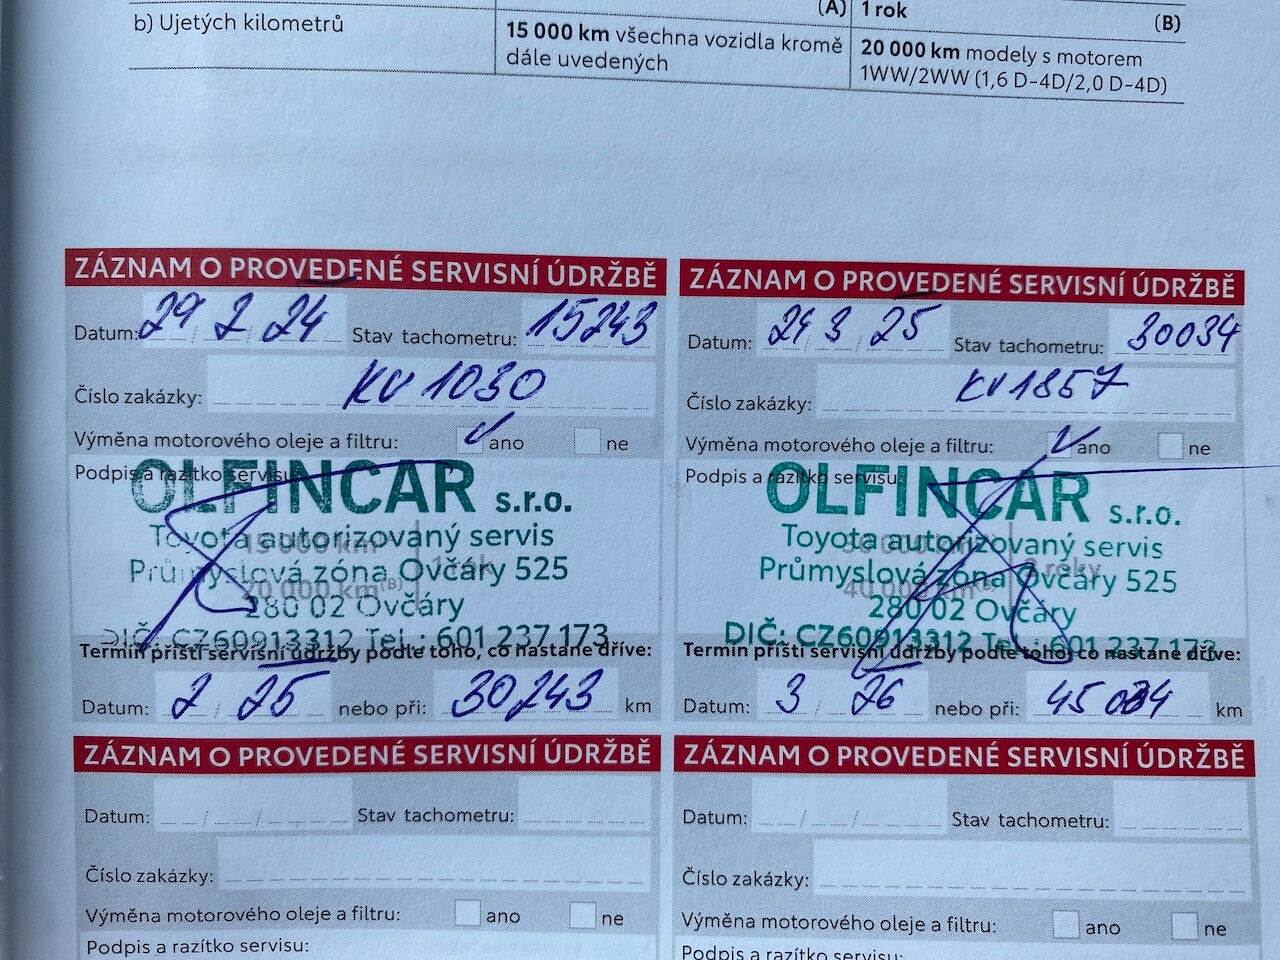 (A) 1 rok (B)
b) Ujetých kilometrů 15 000 km všechna vozidla kromě dále uvedených 20 000 km modely s motorem 1WW/2WW (1,6 D-4D/2,0 D-4D)
ZÁZNAM O PROVEDENÉ SERVISNÍ ÚDRŽBĚ
Datum: 29 / 2 / 24 Stav tachometru: 15243
Číslo zakázky: KV 1030
Výměna motorového oleje a filtru: ano ne
Podpis a razítko servisu:
OLFINCAR s.r.o.
Toyota autorizovaný servis
Průmyslová zóna Ovčáry 525
280 02 Ovčáry
DIČ: CZ60913312 Tel.: 601 237 173
15 000 km
20 000 km (B)
Termín příští servisní údržby podle toho, co nastane dříve:
Datum: 2 / 25 nebo při: 30243 km
ZÁZNAM O PROVEDENÉ SERVISNÍ ÚDRŽBĚ
Datum: 24 / 3 / 25 Stav tachometru: 30034
Číslo zakázky: KV 1857
Výměna motorového oleje a filtru: ano ne
Podpis a razítko servisu:
OLFINCAR s.r.o.
Toyota autorizovaný servis
Průmyslová zóna Ovčáry 525
280 02 Ovčáry
DIČ: CZ60913312 Tel.: 601 237 173
2 roky
Termín příští servisní údržby podle toho, co nastane dříve:
Datum: 3 / 26 nebo při: 45034 km
ZÁZNAM O PROVEDENÉ SERVISNÍ ÚDRŽBĚ
Datum: / / Stav tachometru:
Číslo zakázky:
Výměna motorového oleje a filtru: ano ne
Podpis a razítko servisu:
ZÁZNAM O PROVEDENÉ SERVISNÍ ÚDRŽBĚ
Datum: / / Stav tachometru:
Číslo zakázky:
Výměna motorového oleje a filtru: ano ne
Podpis a razítko servisu: